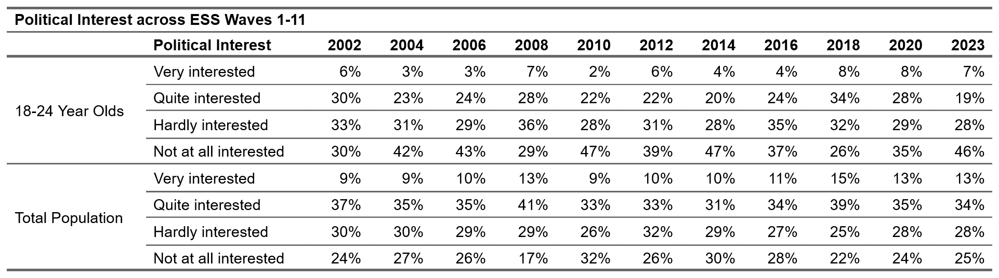 Political Interest across ESS Waves 1-11
Political Interest 2002 2004 2006 2008 2010 2012 2014 2016 2018 2020 2023
Very interested 6% 3% 3% 7% 2% 6% 4% 4% 8% 8% 7%
Quite interested 30% 23% 24% 28% 22% 22% 20% 24% 34% 28% 19%
18-24 Year Olds
Hardly interested 33% 31% 29% 36% 28% 31% 28% 35% 32% 29% 28%
Not at all interested 30% 42% 43% 29% 47% 39% 47% 37% 26% 35% 46%
Very interested 9% 9% 10% 13% 9% 10% 10% 11% 15% 13% 13%
Quite interested 37% 35% 35% 41% 33% 33% 31% 34% 39% 35% 34%
Total Population
Hardly interested 30% 30% 29% 29% 26% 32% 29% 27% 25% 28% 28%
Not at all interested 24% 27% 26% 17% 32% 26% 30% 28% 22% 24% 25%